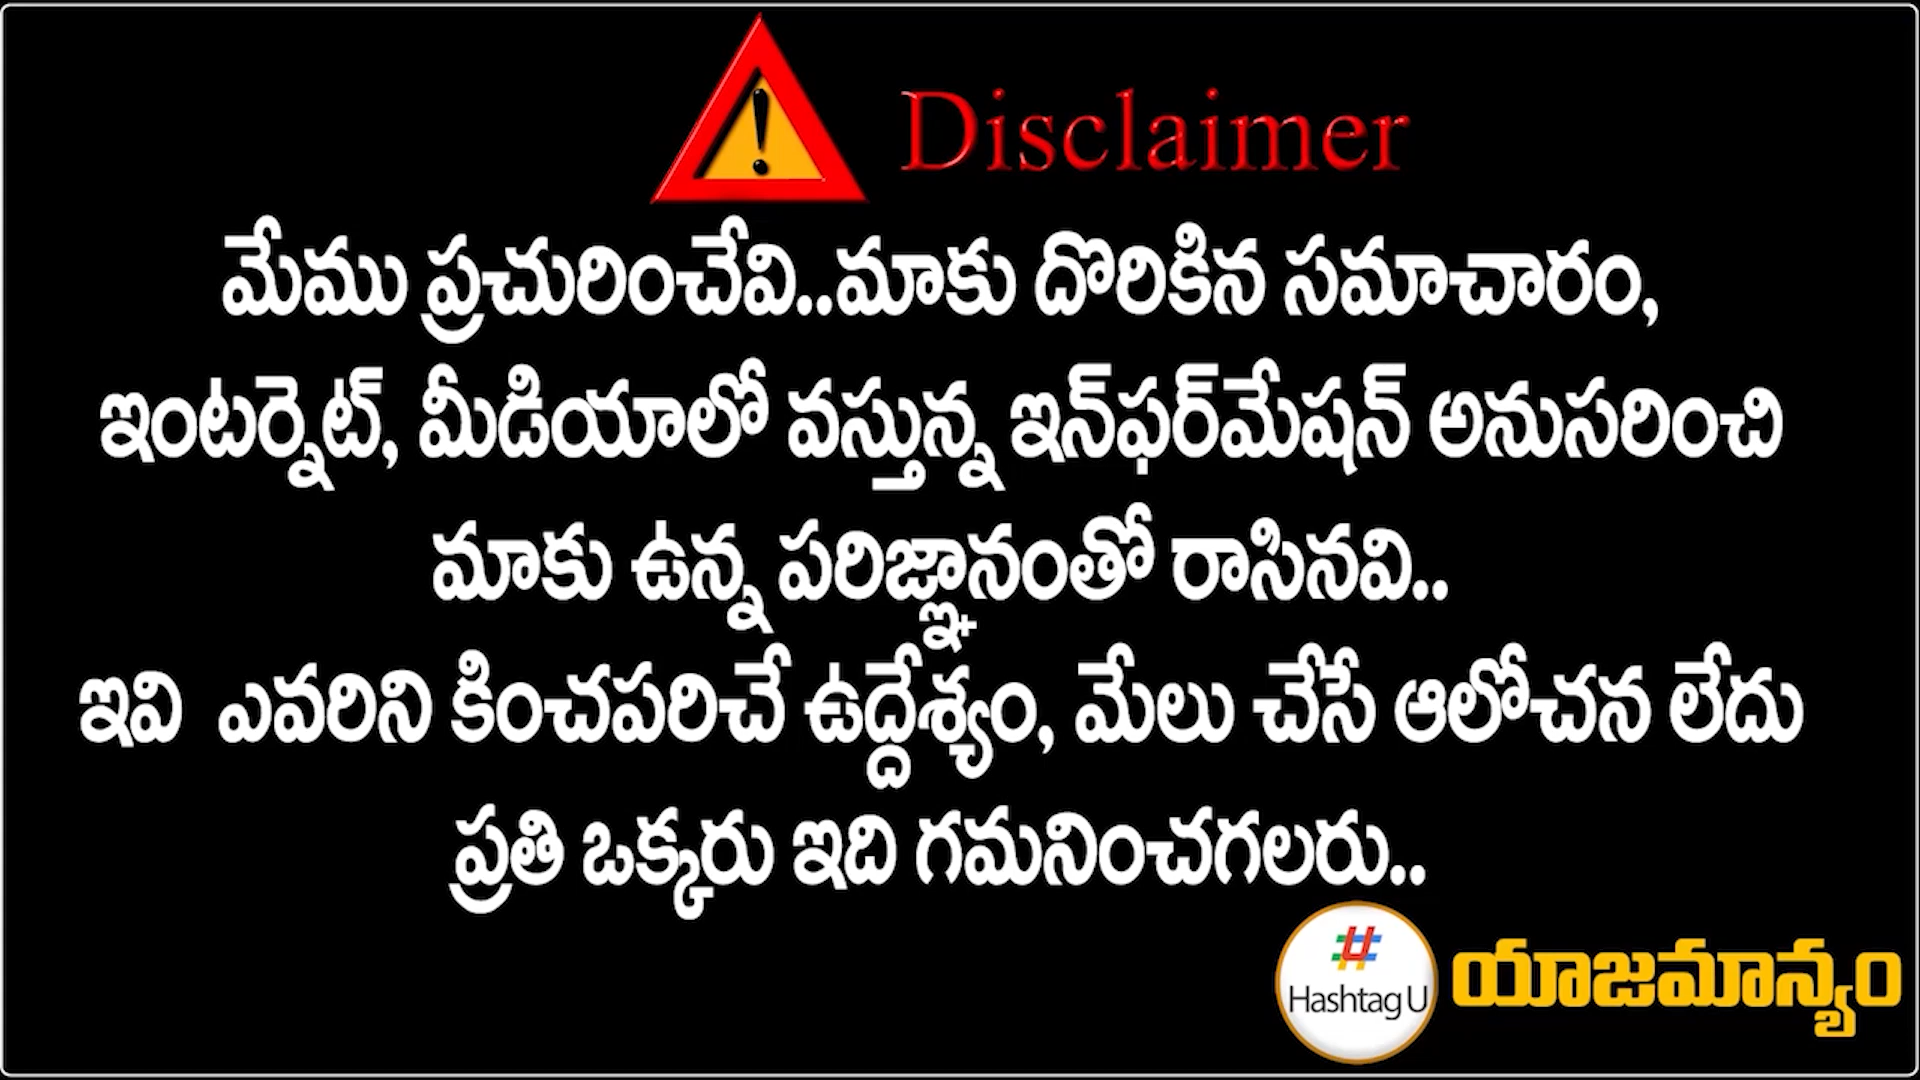 Disclaimer
మేము ప్రచురించేవి..మాకు దొరికిన సమాచారం,
ఇంటర్నెట్, మీడియాలో వస్తున్న ఇన్‌ఫర్‌మేషన్ అనుసరించి
మాకు ఉన్న పరిజ్ఞానంతో రాసినవి..
ఇవి ఎవరిని కించపరిచే ఉద్దేశ్యం, మేలు చేసే ఆలోచన లేదు
ప్రతి ఒక్కరు ఇది గమనించగలరు..
# Hashtag U
యాజమాన్యం